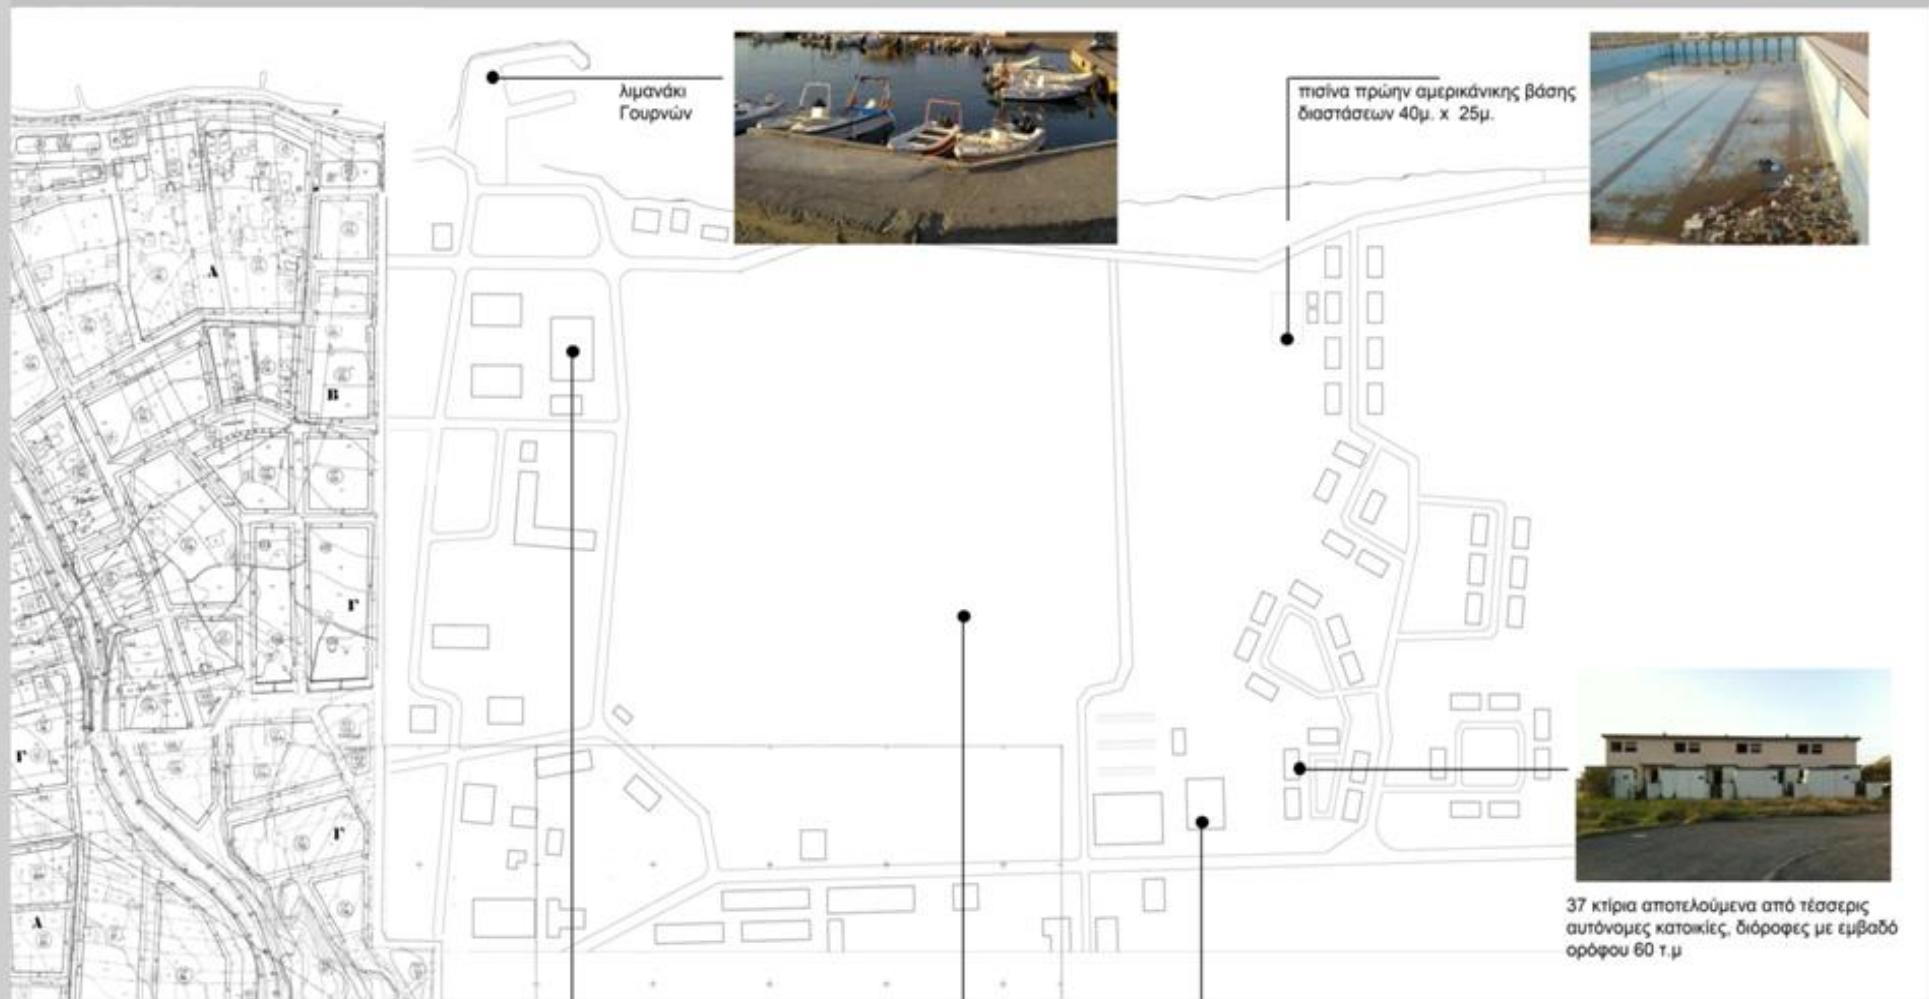 λιμανάκι
Γουρνών
πισίνα πρώην αμερικάνικης βάσης
διαστάσεων 40μ. x 25μ.
Α
Β
Γ
Γ
Γ
Α
37 κτίρια αποτελούμενα από τέσσερις
αυτόνομες κατοικίες, διόροφες με εμβαδό
ορόφου 60 τ.μ